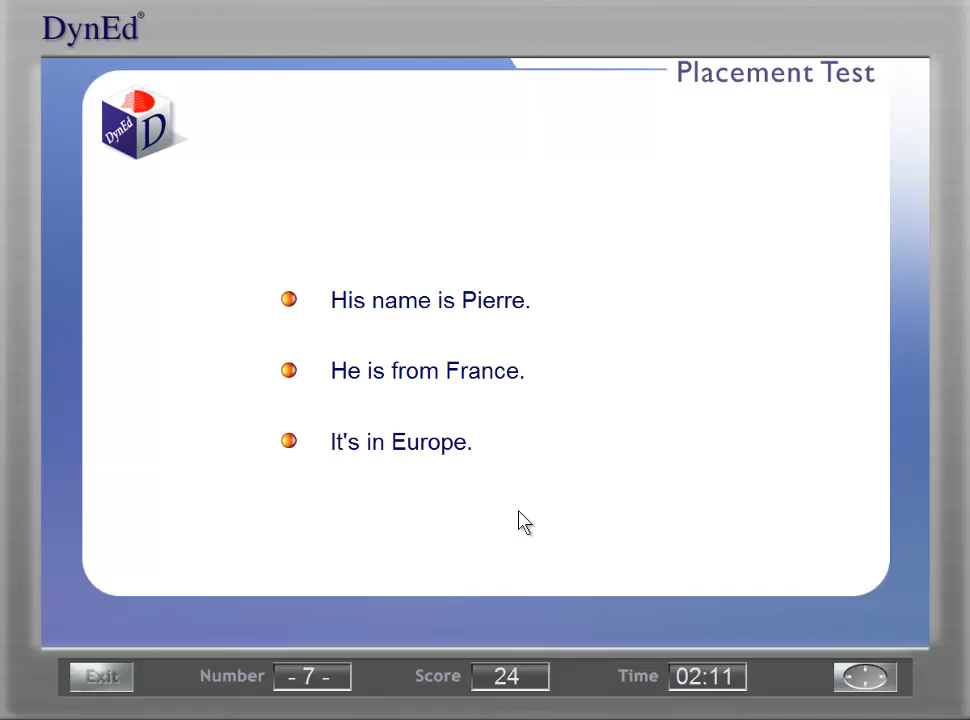 DynEd®
Placement Test
DynEd D
His name is Pierre.
He is from France.
It's in Europe.
Exit Number - 7 - Score 24 Time 02:11